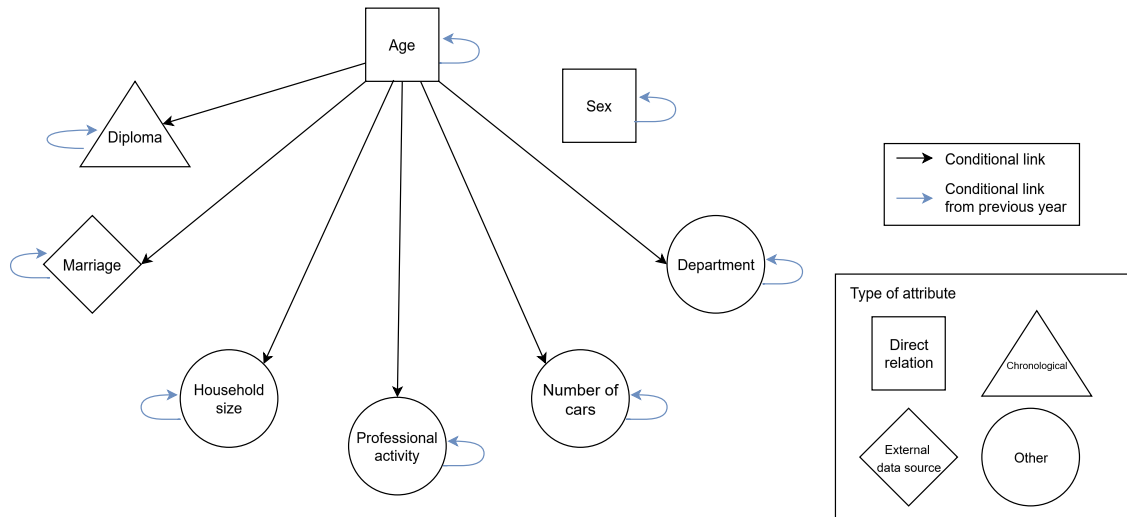 Age
Sex
Diploma
Conditional link
Conditional link
from previous year
Marriage
Department
Type of attribute
Direct
relation
Chronological
Household
size
Number of
cars
Professional
activity
External
data source
Other